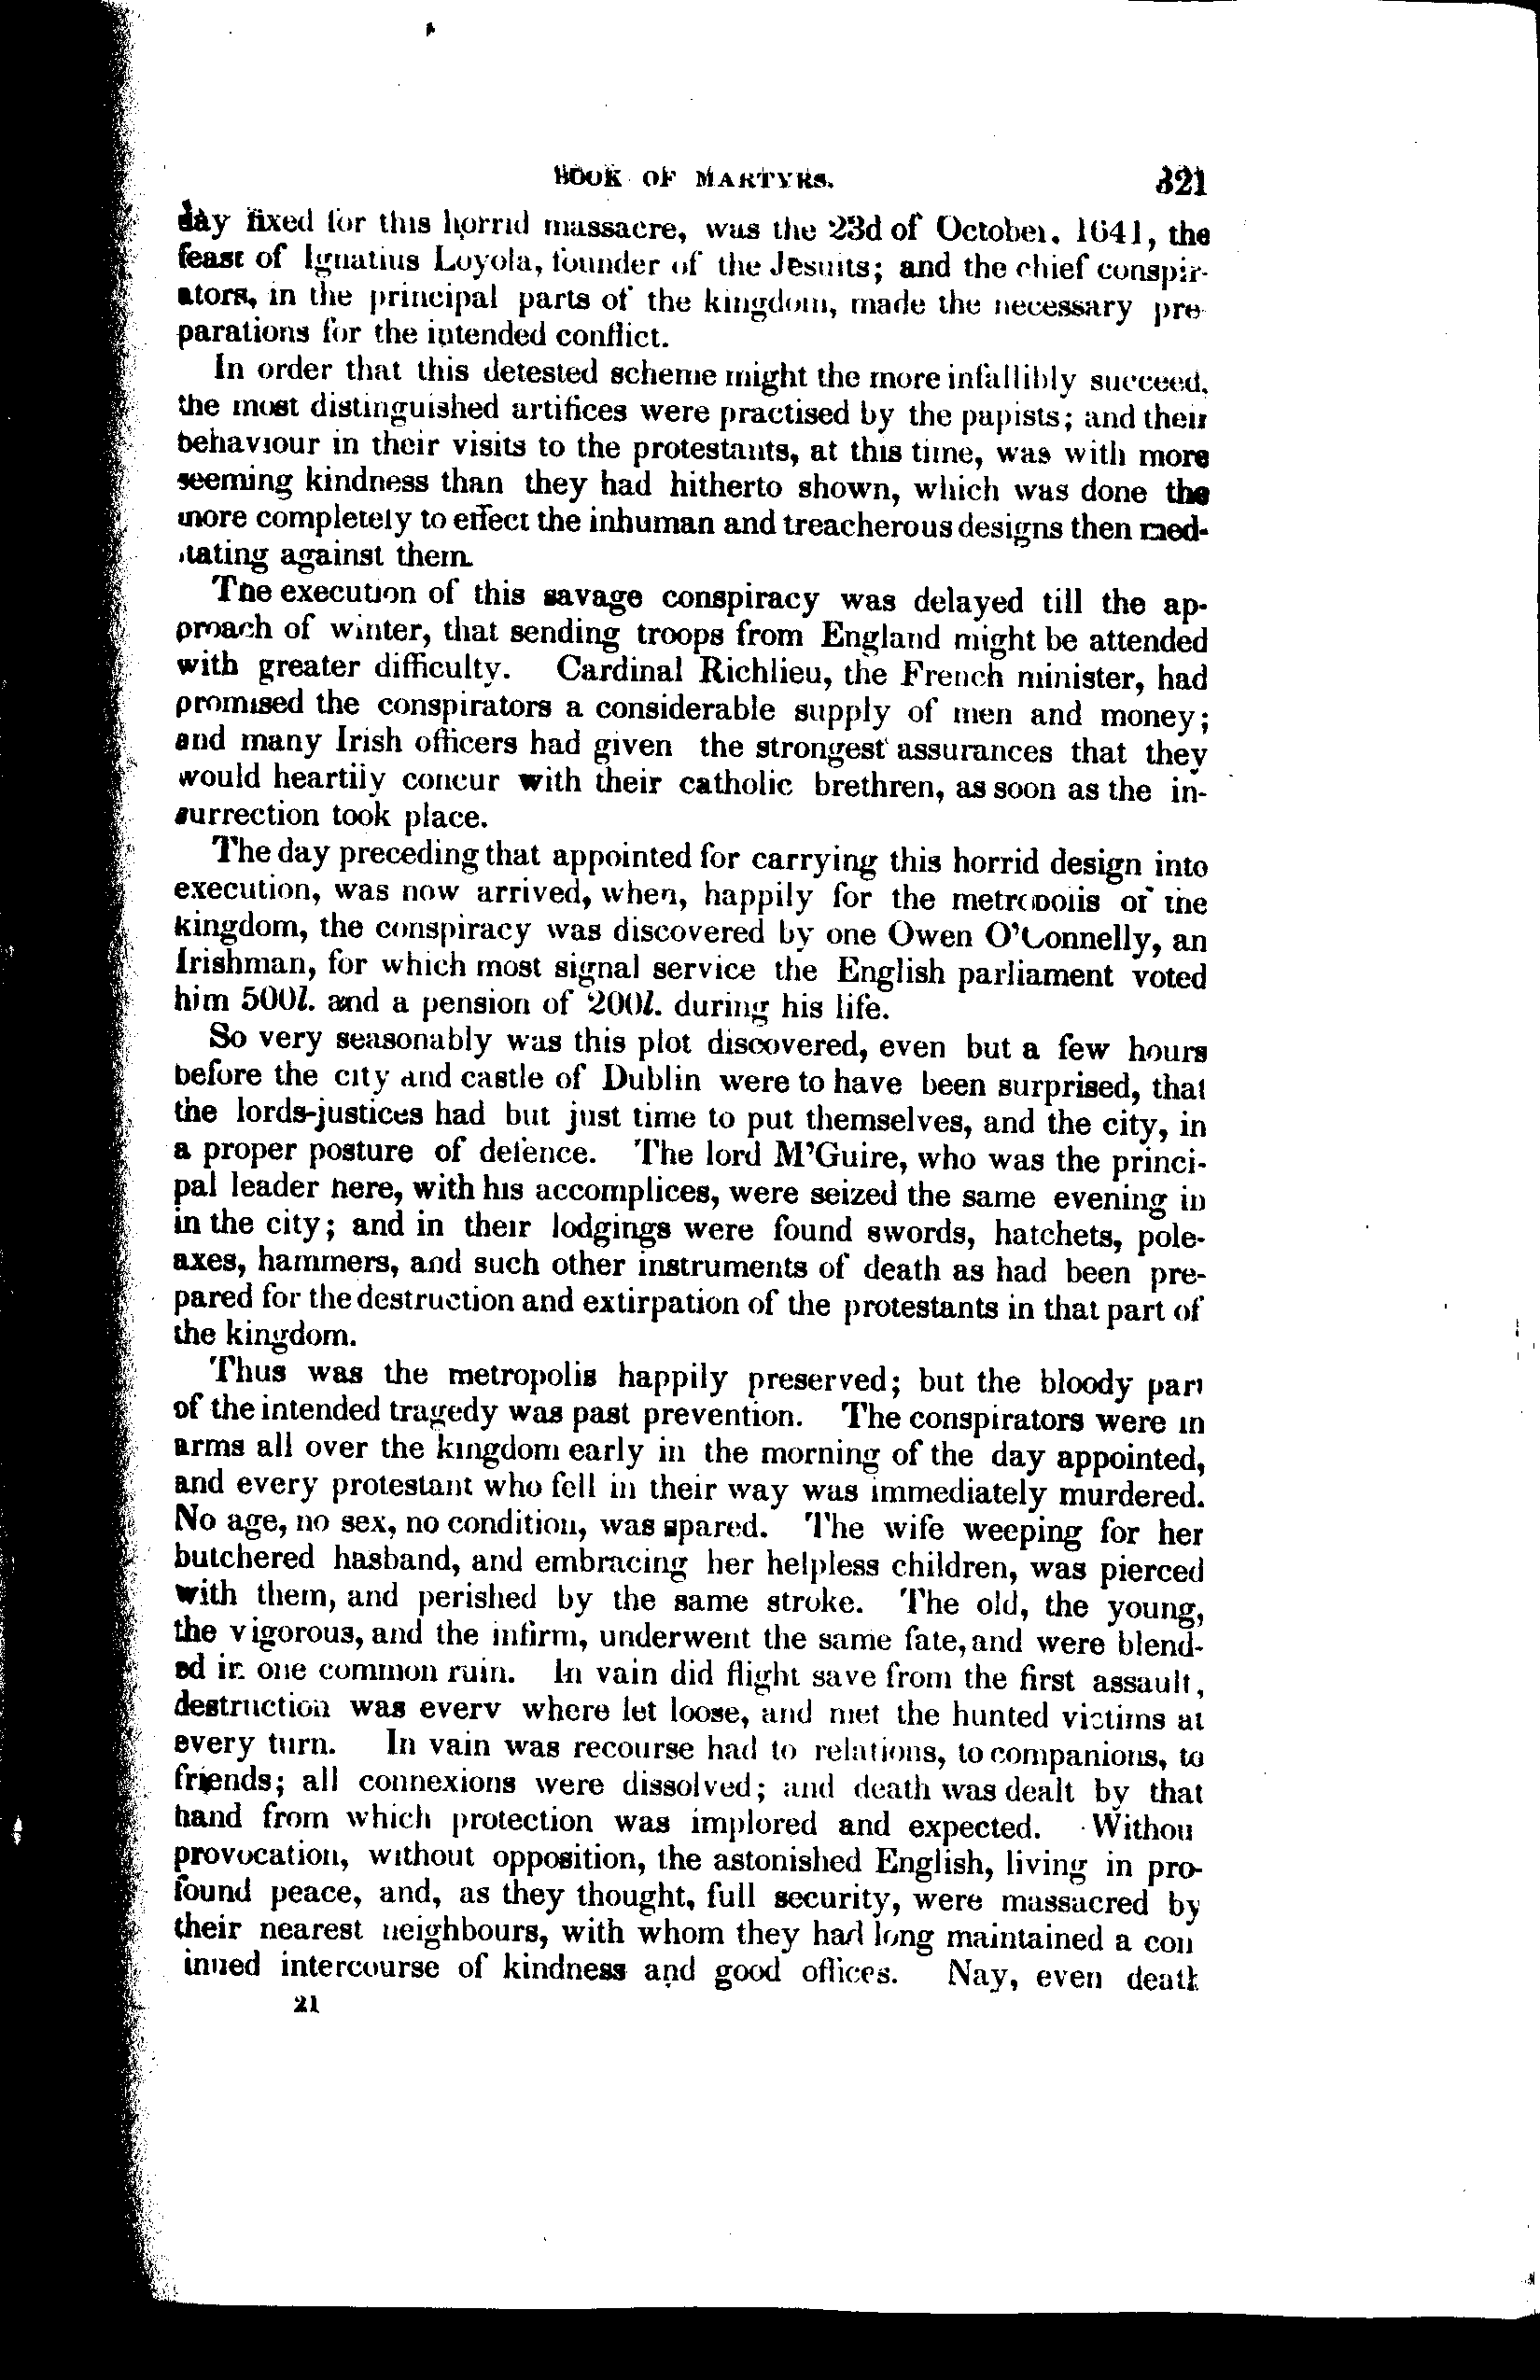 BOOK OF MARTYRS. 321
day fixed for this horrid massacre, was the 23d of October, 1641, the
feast of Ignatius Loyola, founder of the Jesuits; and the chief conspir-
ators, in the principal parts of the kingdom, made the necessary pre-
parations for the intended conflict.
In order that this detested scheme might the more infallibly succeed,
the most distinguished artifices were practised by the papists; and their
behaviour in their visits to the protestants, at this time, was with more
seeming kindness than they had hitherto shown, which was done the
more completely to effect the inhuman and treacherous designs then med-
itating against them.
The execution of this savage conspiracy was delayed till the ap-
proach of winter, that sending troops from England might be attended
with greater difficulty. Cardinal Richlieu, the French minister, had
promised the conspirators a considerable supply of men and money;
and many Irish officers had given the strongest assurances that they
would heartily concur with their catholic brethren, as soon as the in-
surrection took place.
The day preceding that appointed for carrying this horrid design into
execution, was now arrived, when, happily for the metropolis of the
kingdom, the conspiracy was discovered by one Owen O'Connelly, an
Irishman, for which most signal service the English parliament voted
him 500l. and a pension of 200l. during his life.
So very seasonably was this plot discovered, even but a few hours
before the city and castle of Dublin were to have been surprised, that
the lords-justices had but just time to put themselves, and the city, in
a proper posture of defence. The lord M'Guire, who was the princi-
pal leader here, with his accomplices, were seized the same evening in
in the city; and in their lodgings were found swords, hatchets, pole-
axes, hammers, and such other instruments of death as had been pre-
pared for the destruction and extirpation of the protestants in that part of
the kingdom.
Thus was the metropolis happily preserved; but the bloody part
of the intended tragedy was past prevention. The conspirators were in
arms all over the kingdom early in the morning of the day appointed,
and every protestant who fell in their way was immediately murdered.
No age, no sex, no condition, was spared. The wife weeping for her
butchered hasband, and embracing her helpless children, was pierced
with them, and perished by the same stroke. The old, the young,
the vigorous, and the infirm, underwent the same fate, and were blend-
ed in one common ruin. In vain did flight save from the first assault,
destruction was every where let loose, and met the hunted victims at
every turn. In vain was recourse had to relations, to companions, to
friends; all connexions were dissolved; and death was dealt by that
hand from which protection was implored and expected. Withou
provocation, without opposition, the astonished English, living in pro-
found peace, and, as they thought, full security, were massacred by
their nearest neighbours, with whom they had long maintained a con
inued intercourse of kindness and good offices. Nay, even death
21